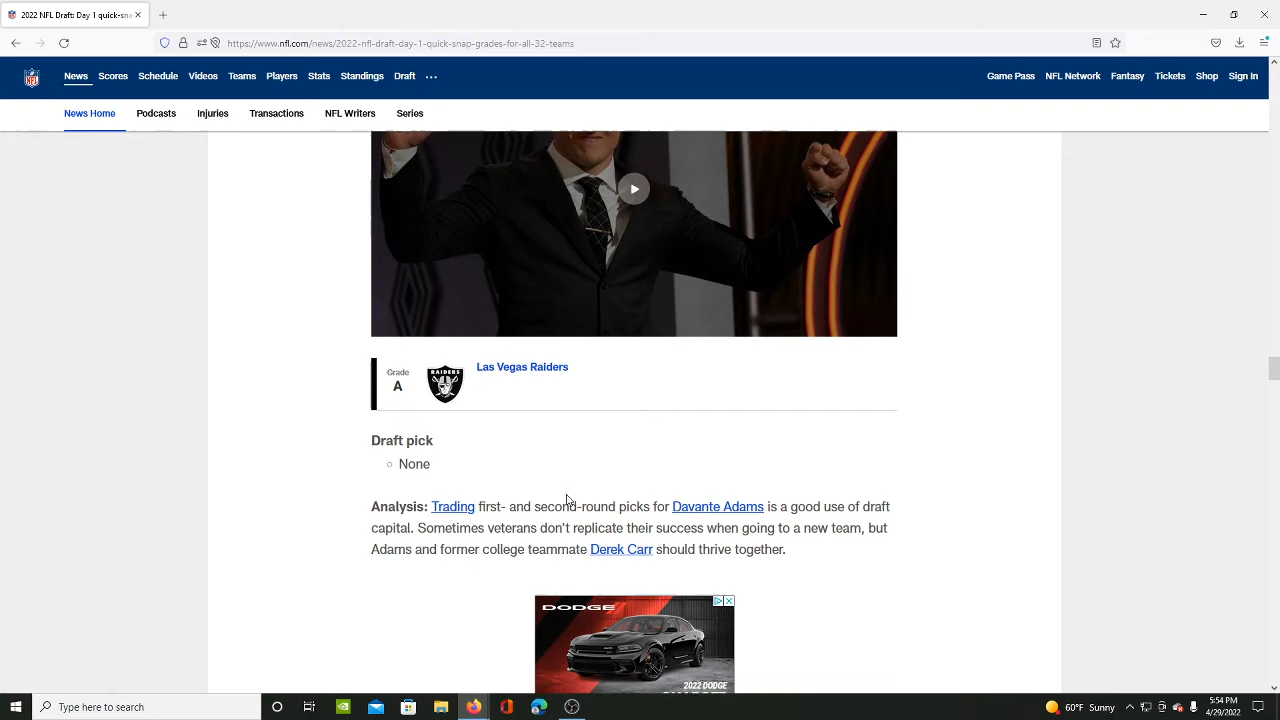 2022 NFL Draft: Day 1 quick-sna
https://www.nfl.com/news/2022-nfl-draft-day-1-quick-snap-grades-for-all-32-teams
News Scores Schedule Videos Teams Players Stats Standings Draft ••• Game Pass NFL Network Fantasy Tickets Shop Sign In
News Home Podcasts Injuries Transactions NFL Writers Series
Grade
A
RAIDERS
Las Vegas Raiders
Draft pick
None
Analysis: Trading first- and second-round picks for Davante Adams is a good use of draft
capital. Sometimes veterans don't replicate their success when going to a new team, but
Adams and former college teammate Derek Carr should thrive together.
DODGE
2022 DODGE
Type here to search
60°F Sunny
5:54 PM
4/29/2022